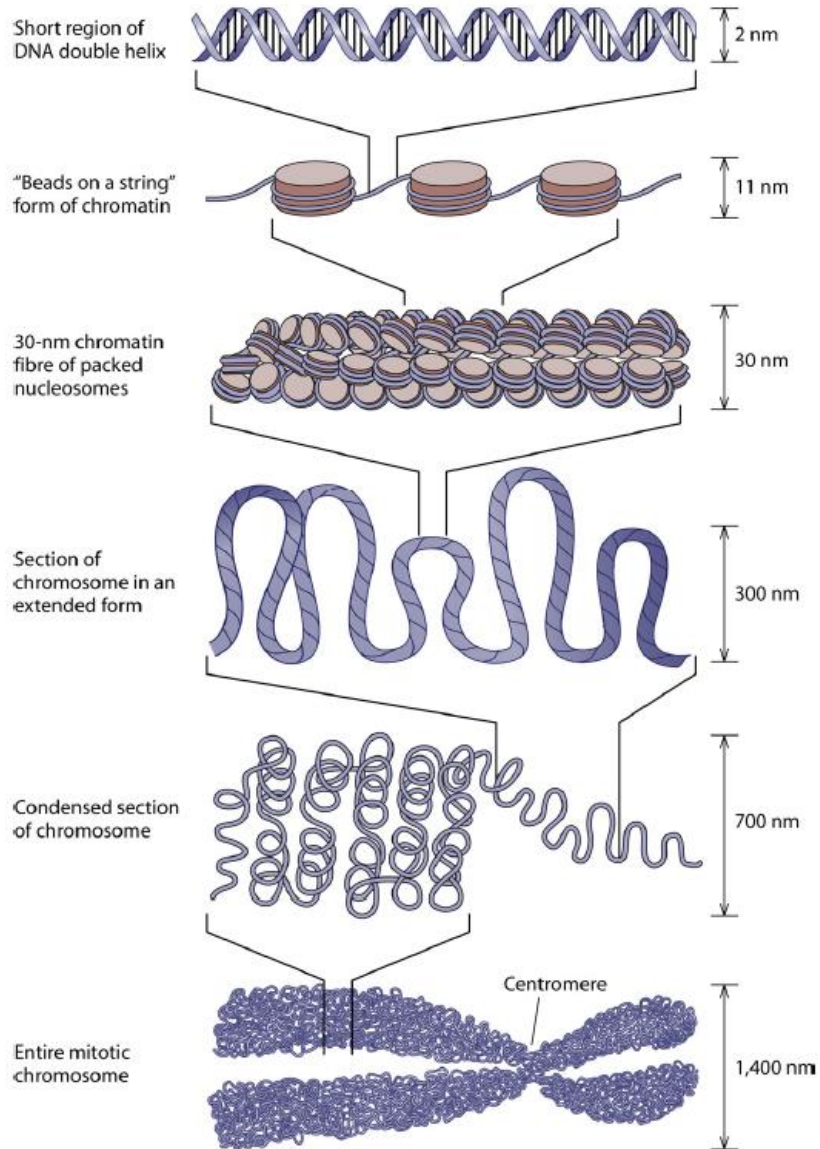 Short region of
DNA double helix
2 nm
“Beads on a string”
form of chromatin
11 nm
30-nm chromatin
fibre of packed
nucleosomes
30 nm
Section of
chromosome in an
extended form
300 nm
Condensed section
of chromosome
700 nm
Centromere
Entire mitotic
chromosome
1,400 nm